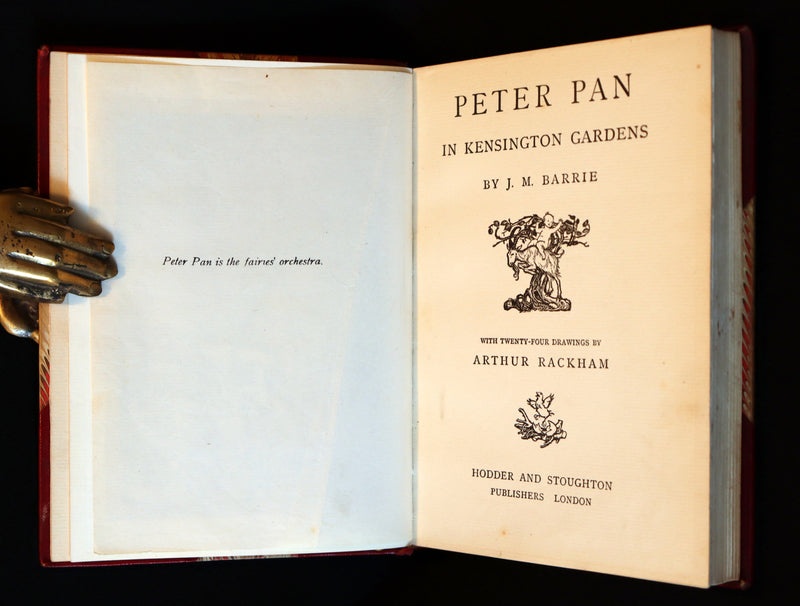 Peter Pan is the fairies' orchestra.
PETER PAN
IN KENSINGTON GARDENS
BY J. M. BARRIE
WITH TWENTY-FOUR DRAWINGS BY
ARTHUR RACKHAM
HODDER AND STOUGHTON
PUBLISHERS LONDON